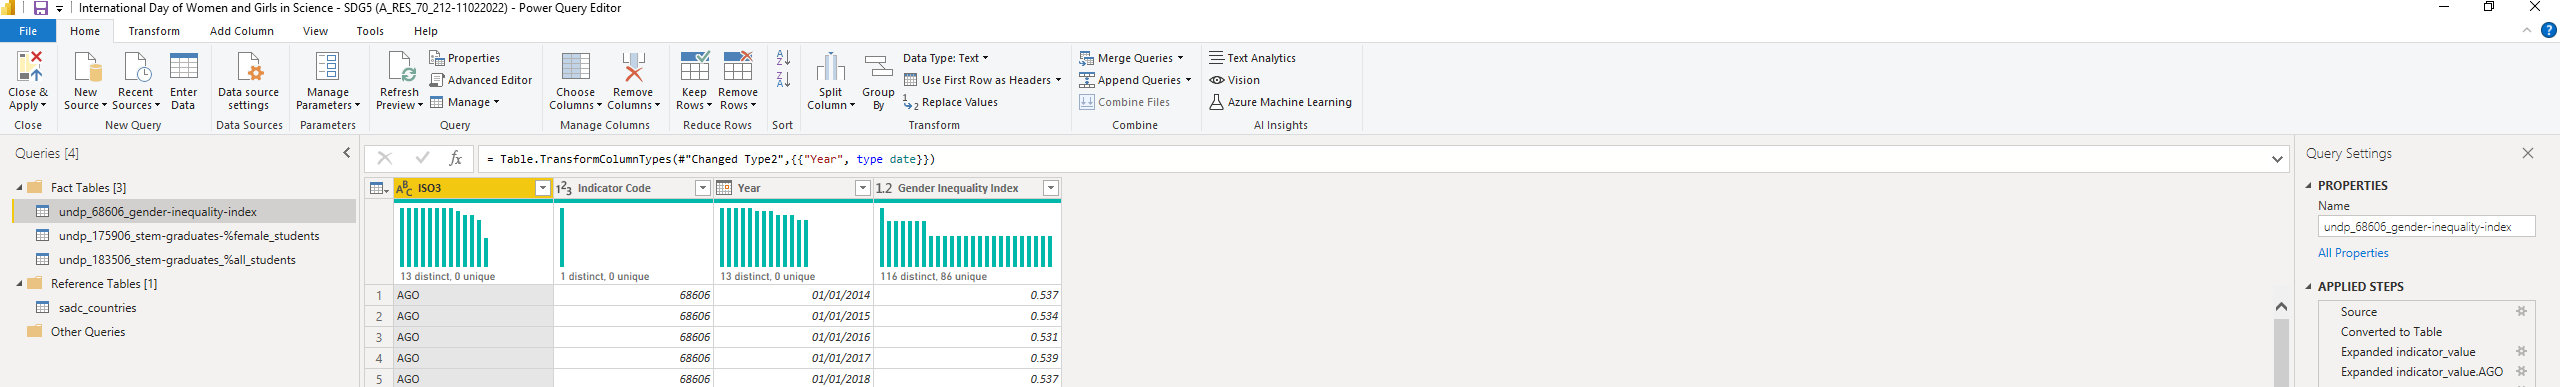 International Day of Women and Girls in Science - SDG5 (A_RES_70_212-11022022) - Power Query Editor
File Home Transform Add Column View Tools Help
Close & Apply
Close
New Source
Recent Sources
Enter Data
New Query
Data source settings
Data Sources
Manage Parameters
Parameters
Refresh Preview
Properties
Advanced Editor
Manage
Query
Choose Columns
Remove Columns
Manage Columns
Keep Rows
Remove Rows
Reduce Rows
Sort
Split Column
Group By
Data Type: Text
Use First Row as Headers
Replace Values
Transform
Merge Queries
Append Queries
Combine Files
Combine
Text Analytics
Vision
Azure Machine Learning
AI Insights
Queries [4]
Fact Tables [3]
undp_68606_gender-inequality-index
undp_175906_stem-graduates-%female_students
undp_183506_stem-graduates_%all_students
Reference Tables [1]
sadc_countries
Other Queries
fx
= Table.TransformColumnTypes(#"Changed Type2",{{"Year", type date}})
ABC ISO3 123 Indicator Code Year 1.2 Gender Inequality Index
13 distinct, 0 unique 1 distinct, 0 unique 13 distinct, 0 unique 116 distinct, 86 unique
1 AGO 68606 01/01/2014 0.537
2 AGO 68606 01/01/2015 0.534
3 AGO 68606 01/01/2016 0.531
4 AGO 68606 01/01/2017 0.539
5 AGO 68606 01/01/2018 0.537
Query Settings
PROPERTIES
Name
undp_68606_gender-inequality-index
All Properties
APPLIED STEPS
Source
Converted to Table
Expanded indicator_value
Expanded indicator_value.AGO